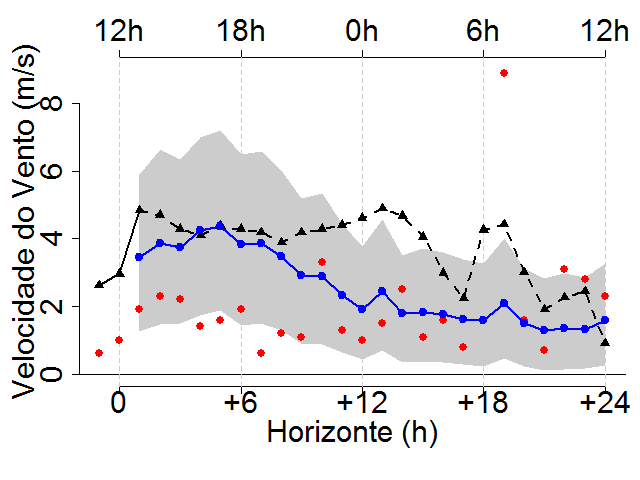 12h 18h 0h 6h 12h
Velocidade do Vento (m/s)
8
6
4
2
0
0 +6 +12 +18 +24
Horizonte (h)